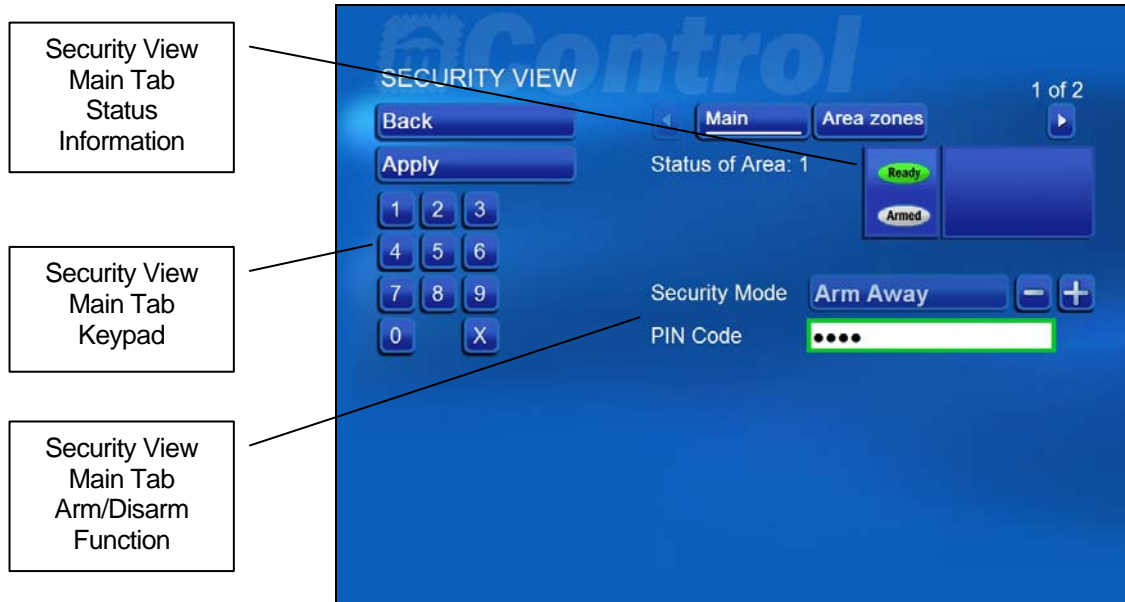 Security View
Main Tab
Status
Information
Security View
Main Tab
Keypad
Security View
Main Tab
Arm/Disarm
Function
mControl
SECURITY VIEW
1 of 2
Back
Main
Area zones
Apply
Status of Area: 1
Ready
Armed
1 2 3
4 5 6
7 8 9
0 X
Security Mode
Arm Away
- +
PIN Code
••••